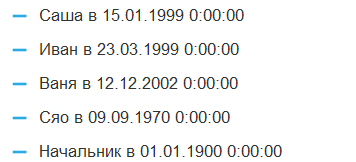 Саша в 15.01.1999 0:00:00
Иван в 23.03.1999 0:00:00
Ваня в 12.12.2002 0:00:00
Сяо в 09.09.1970 0:00:00
Начальник в 01.01.1900 0:00:00